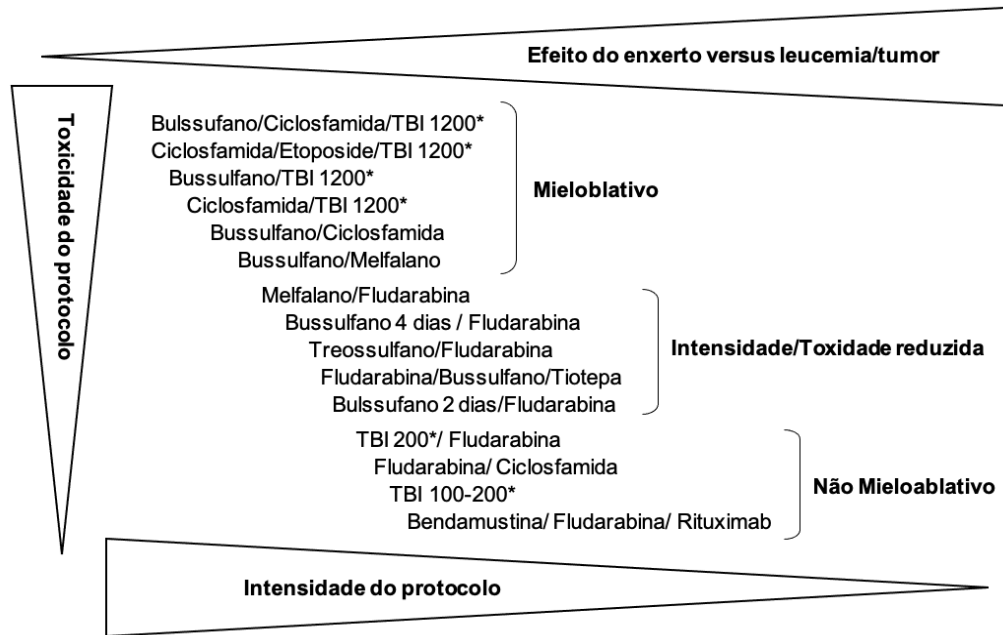 Efeito do enxerto versus leucemia/tumor
Toxicidade do protocolo
Bulssufano/Ciclosfamida/TBI 1200*
Ciclosfamida/Etoposide/TBI 1200*
Bussulfano/TBI 1200*
Ciclosfamida/TBI 1200*
Bussulfano/Ciclosfamida
Bussulfano/Melfalano
Mieloblativo
Melfalano/Fludarabina
Bussulfano 4 dias / Fludarabina
Treossulfano/Fludarabina
Fludarabina/Bussulfano/Tiotepa
Bulssufano 2 dias/Fludarabina
Intensidade/Toxidade reduzida
TBI 200*/ Fludarabina
Fludarabina/ Ciclosfamida
TBI 100-200*
Bendamustina/ Fludarabina/ Rituximab
Não Mieloablativo
Intensidade do protocolo